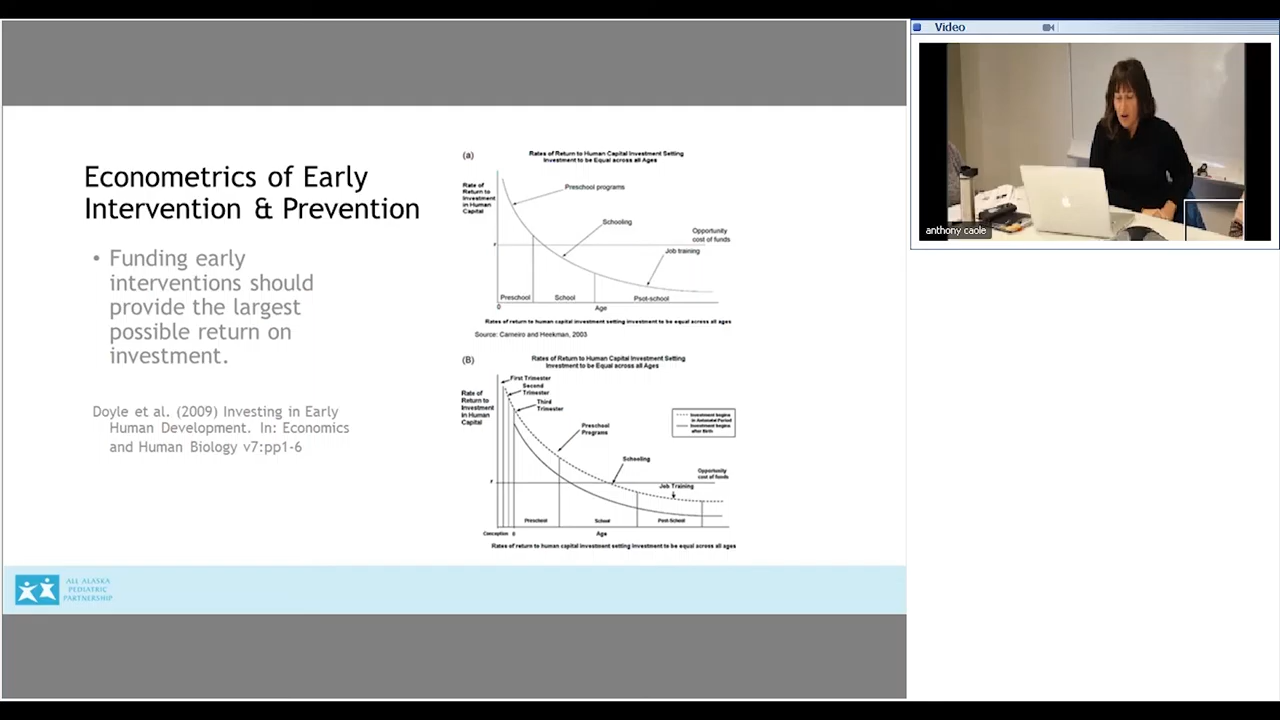 Video
anthony caole
Econometrics of Early
Intervention & Prevention
• Funding early
interventions should
provide the largest
possible return on
investment.
Doyle et al. (2009) Investing in Early
Human Development. In: Economics
and Human Biology v7:pp1-6
(a)
Rates of Return to Human Capital Investment Setting
Investment to be Equal across all Ages
Rate of
Return to
Investment
in Human
Capital
Preschool programs
Schooling
Opportunity
cost of funds
Job training
r
Preschool
School
Psot-school
0
Age
Rates of return to human capital investment setting investment to be equal across all ages
Source: Carneiro and Heekman, 2003
(B)
Rates of Return to Human Capital Investment Setting
Investment to be Equal across all Ages
First Trimester
Second
Trimester
Third
Trimester
Rate of
Return to
Investment
in Human
Capital
Investment begins
in Antenatal Period
Investment begins
after Birth
Preschool
Programs
Schooling
Opportunity
cost of funds
Job Training
r
Preschool
School
Post-School
Conception
0
Age
Rates of return to human capital investment setting investment to be equal across all ages
ALL ALASKA
PEDIATRIC
PARTNERSHIP